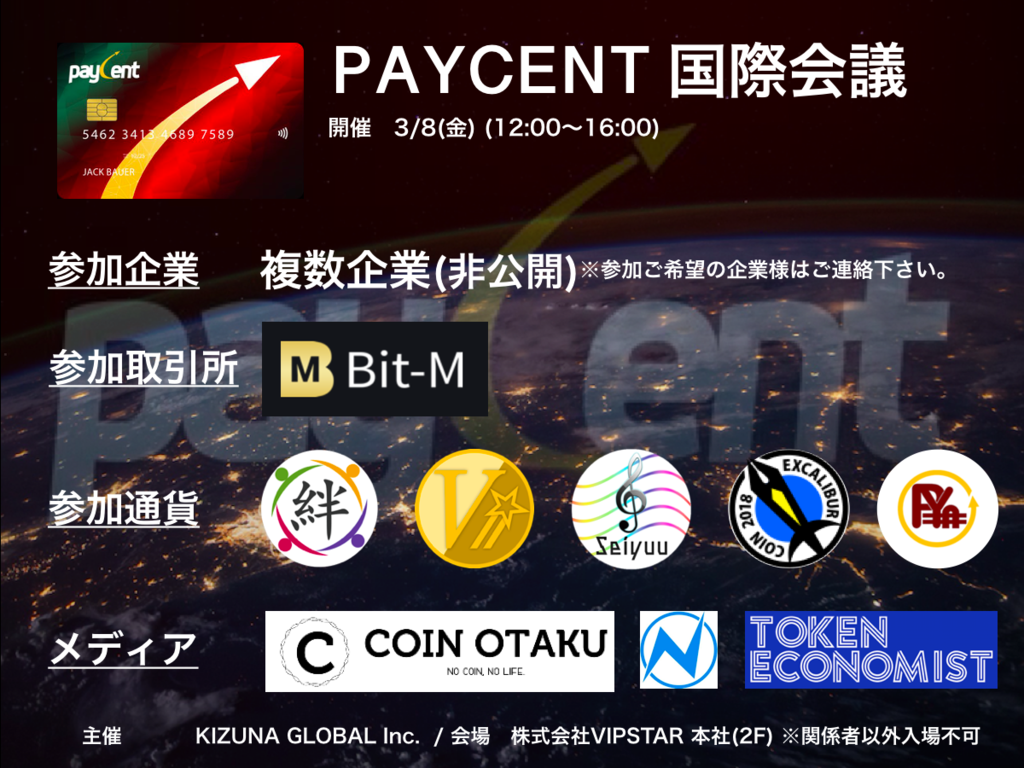 payCent
5462 3413 4689 7589
JACK BAUER
PAYCENT 国際会議
開催 3/8(金) (12:00〜16:00)
参加企業 複数企業(非公開)※参加ご希望の企業様はご連絡下さい。
payCent
参加取引所 M Bit-M
参加通貨 絆 V Seiyuu EXCALIBUR COIN 2018
メディア C COIN OTAKU N TOKEN
NO COIN, NO LIFE. ECONOMIST
主催 KIZUNA GLOBAL Inc. / 会場 株式会社VIPSTAR 本社(2F) ※関係者以外入場不可